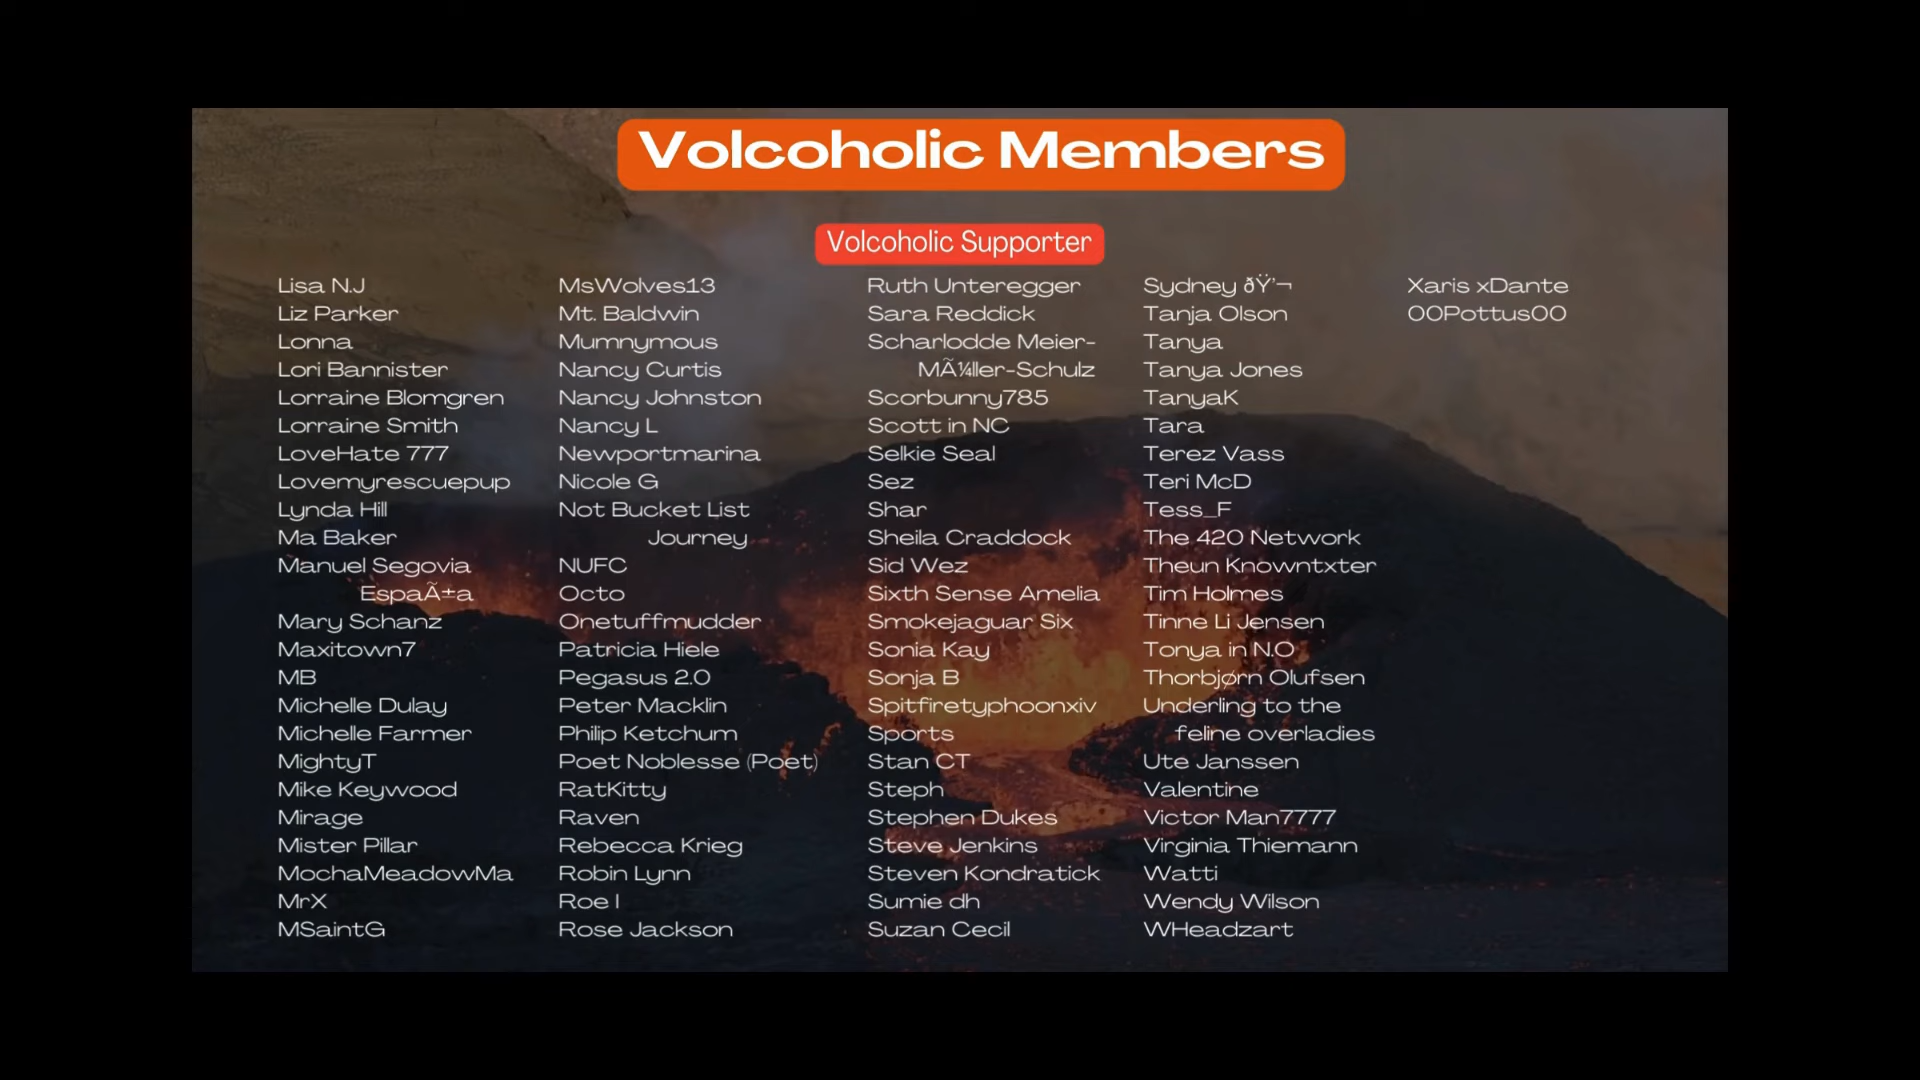 Volcoholic Members
Volcoholic Supporter
Lisa N.J
Liz Parker
Lonna
Lori Bannister
Lorraine Blomgren
Lorraine Smith
LoveHate 777
Lovemyrescuepup
Lynda Hill
Ma Baker
Manuel Segovia
EspaÃ±a
Mary Schanz
Maxitown7
MB
Michelle Dulay
Michelle Farmer
MightyT
Mike Keywood
Mirage
Mister Pillar
MochaMeadowMa
MrX
MSaintG
MsWolves13
Mt. Baldwin
Mumnymous
Nancy Curtis
Nancy Johnston
Nancy L
Newportmarina
Nicole G
Not Bucket List
Journey
NUFC
Octo
Onetuffmudder
Patricia Hiele
Pegasus 2.0
Peter Macklin
Philip Ketchum
Poet Noblesse (Poet)
RatKitty
Raven
Rebecca Krieg
Robin Lynn
Roe I
Rose Jackson
Ruth Unteregger
Sara Reddick
Scharlodde Meier-
MÃ¼ller-Schulz
Scorbunny785
Scott in NC
Selkie Seal
Sez
Shar
Sheila Craddock
Sid Wez
Sixth Sense Amelia
Smokejaguar Six
Sonia Kay
Sonja B
Spitfiretyphoonxiv
Sports
Stan CT
Steph
Stephen Dukes
Steve Jenkins
Steven Kondratick
Sumie dh
Suzan Cecil
Sydney ðŸ’¬
Tanja Olson
Tanya
Tanya Jones
TanyaK
Tara
Terez Vass
Teri McD
Tess_F
The 420 Network
Theun Knowntxter
Tim Holmes
Tinne Li Jensen
Tonya in N.O
Thorbjørn Olufsen
Underling to the
feline overladies
Ute Janssen
Valentine
Victor Man7777
Virginia Thiemann
Watti
Wendy Wilson
WHeadzart
Xaris xDante
00Pottus00